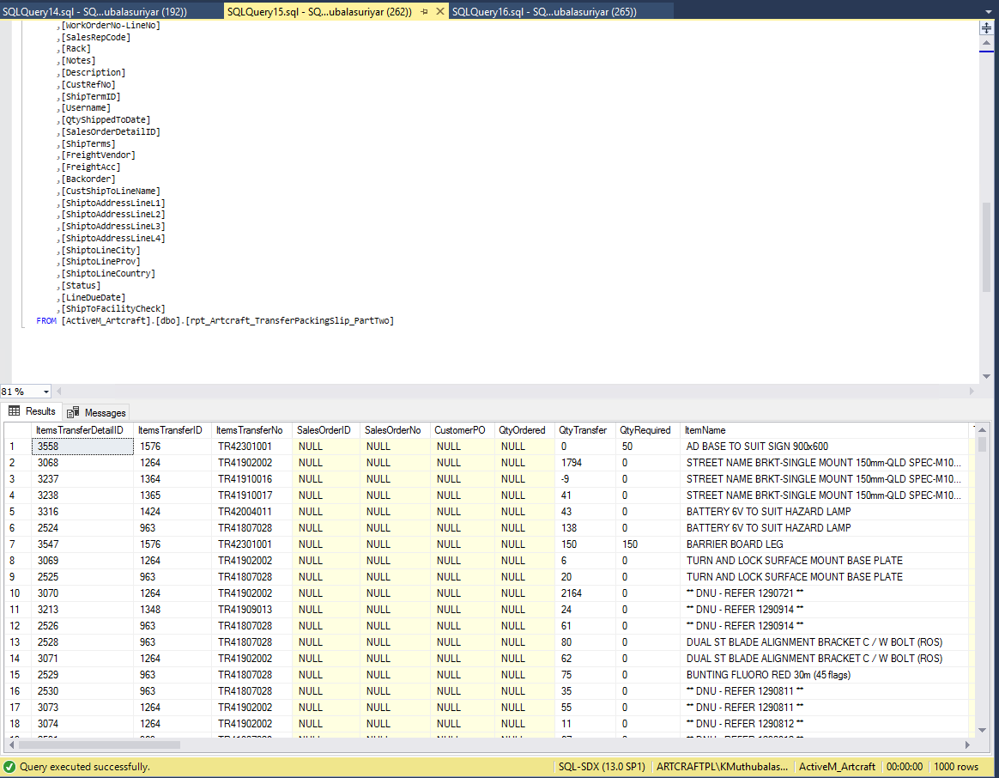 SQLQuery14.sql - SQ...ubalasuriyar (192)) SQLQuery15.sql - SQ...ubalasuriyar (262)) SQLQuery16.sql - SQ...ubalasuriyar (265))
,[WorkOrderNo-LineNo]
,[SalesRepCode]
,[Rack]
,[Notes]
,[Description]
,[CustRefNo]
,[ShipTermID]
,[Username]
,[QtyShippedToDate]
,[SalesOrderDetailID]
,[ShipTerms]
,[FreightVendor]
,[FreightAcc]
,[Backorder]
,[CustShipToLineName]
,[ShiptoAddressLineL1]
,[ShiptoAddressLineL2]
,[ShiptoAddressLineL3]
,[ShiptoAddressLineL4]
,[ShiptoLineCity]
,[ShiptoLineProv]
,[ShiptoLineCountry]
,[Status]
,[LineDueDate]
,[ShipToFacilityCheck]
FROM [ActiveM_Artcraft].[dbo].[rpt_Artcraft_TransferPackingSlip_PartTwo]
81 %
Results Messages
ItemsTransferDetailID ItemsTransferID ItemsTransferNo SalesOrderID SalesOrderNo CustomerPO QtyOrdered QtyTransfer QtyRequired ItemName
1 3558 1576 TR42301001 NULL NULL NULL NULL 0 50 AD BASE TO SUIT SIGN 900x600
2 3068 1264 TR41902002 NULL NULL NULL NULL 1794 0 STREET NAME BRKT-SINGLE MOUNT 150mm-QLD SPEC-M10...
3 3237 1364 TR41910016 NULL NULL NULL NULL -9 0 STREET NAME BRKT-SINGLE MOUNT 150mm-QLD SPEC-M10...
4 3238 1365 TR41910017 NULL NULL NULL NULL 41 0 STREET NAME BRKT-SINGLE MOUNT 150mm-QLD SPEC-M10...
5 3316 1424 TR42004011 NULL NULL NULL NULL 43 0 BATTERY 6V TO SUIT HAZARD LAMP
6 2524 963 TR41807028 NULL NULL NULL NULL 138 0 BATTERY 6V TO SUIT HAZARD LAMP
7 3547 1576 TR42301001 NULL NULL NULL NULL 150 150 BARRIER BOARD LEG
8 3069 1264 TR41902002 NULL NULL NULL NULL 6 0 TURN AND LOCK SURFACE MOUNT BASE PLATE
9 2525 963 TR41807028 NULL NULL NULL NULL 20 0 TURN AND LOCK SURFACE MOUNT BASE PLATE
10 3070 1264 TR41902002 NULL NULL NULL NULL 2164 0 ** DNU - REFER 1290721 **
11 3213 1348 TR41909013 NULL NULL NULL NULL 24 0 ** DNU - REFER 1290914 **
12 2526 963 TR41807028 NULL NULL NULL NULL 61 0 ** DNU - REFER 1290914 **
13 2528 963 TR41807028 NULL NULL NULL NULL 80 0 DUAL ST BLADE ALIGNMENT BRACKET C / W BOLT (ROS)
14 3071 1264 TR41902002 NULL NULL NULL NULL 62 0 DUAL ST BLADE ALIGNMENT BRACKET C / W BOLT (ROS)
15 2529 963 TR41807028 NULL NULL NULL NULL 75 0 BUNTING FLUORO RED 30m (45 flags)
16 2530 963 TR41807028 NULL NULL NULL NULL 35 0 ** DNU - REFER 1290811 **
17 3073 1264 TR41902002 NULL NULL NULL NULL 55 0 ** DNU - REFER 1290811 **
18 3074 1264 TR41902002 NULL NULL NULL NULL 11 0 ** DNU - REFER 1290812 **
Query executed successfully. SQL-SDX (13.0 SP1) ARTCRAFTPL\KMuthubalas... ActiveM_Artcraft 00:00:00 1000 rows